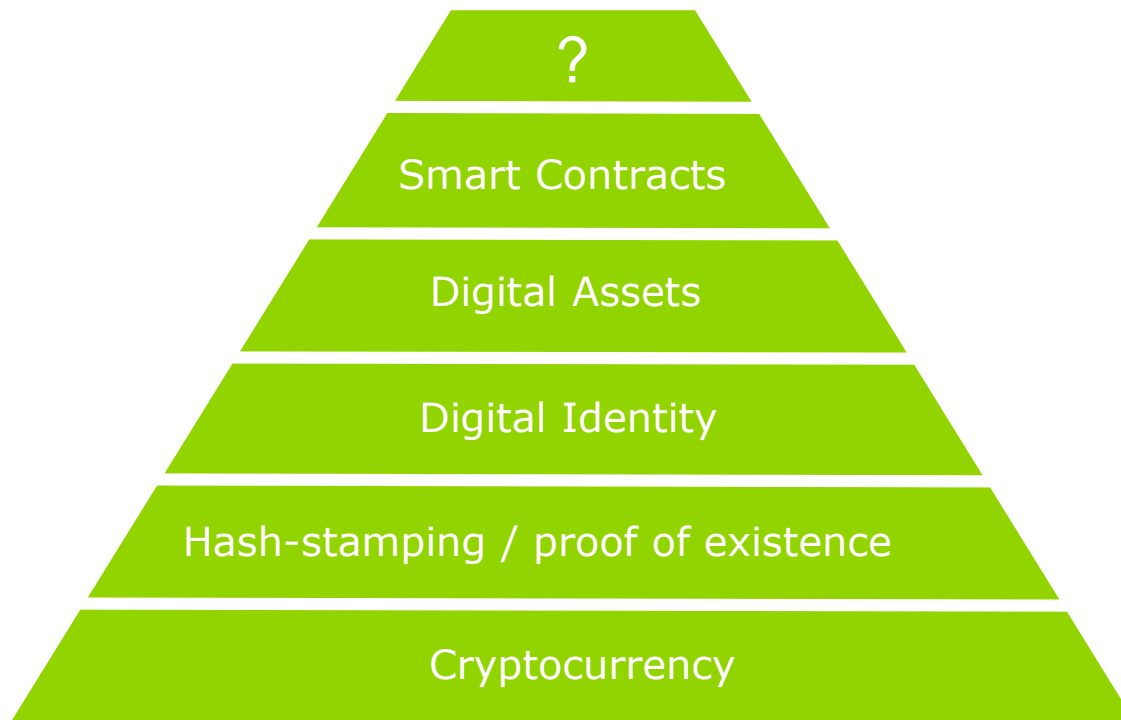 ?
Smart Contracts
Digital Assets
Digital Identity
Hash-stamping / proof of existence
Cryptocurrency